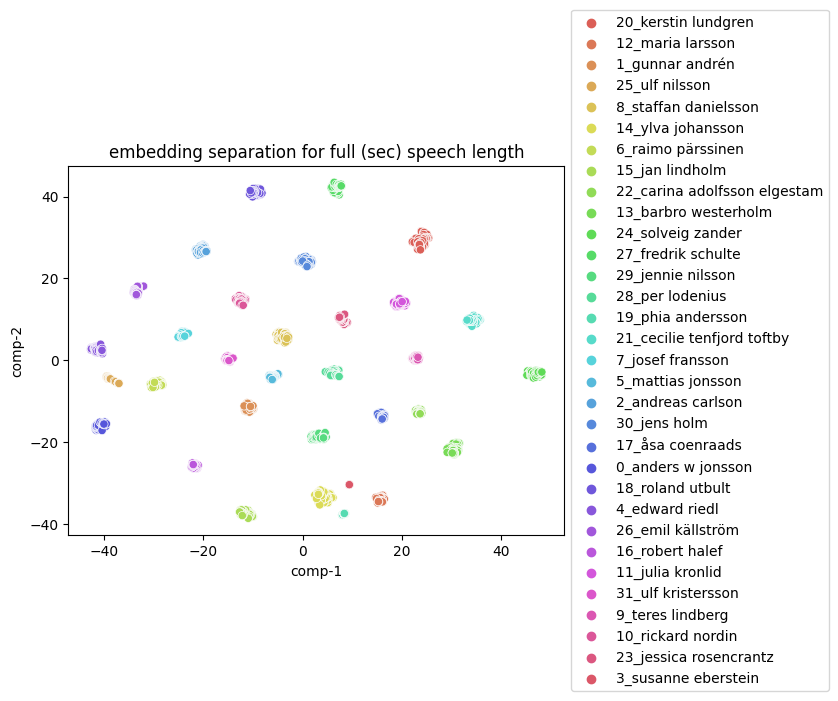 embedding separation for full (sec) speech length
40
20
0
−20
−40
comp-2
−40
−20
0
20
40
comp-1
20_kerstin lundgren
12_maria larsson
1_gunnar andrén
25_ulf nilsson
8_staffan danielsson
14_ylva johansson
6_raimo pärssinen
15_jan lindholm
22_carina adolfsson elgestam
13_barbro westerholm
24_solveig zander
27_fredrik schulte
29_jennie nilsson
28_per lodenius
19_phia andersson
21_cecilie tenfjord toftby
7_josef fransson
5_mattias jonsson
2_andreas carlson
30_jens holm
17_åsa coenraads
0_anders w jonsson
18_roland utbult
4_edward riedl
26_emil källström
16_robert halef
11_julia kronlid
31_ulf kristersson
9_teres lindberg
10_rickard nordin
23_jessica rosencrantz
3_susanne eberstein